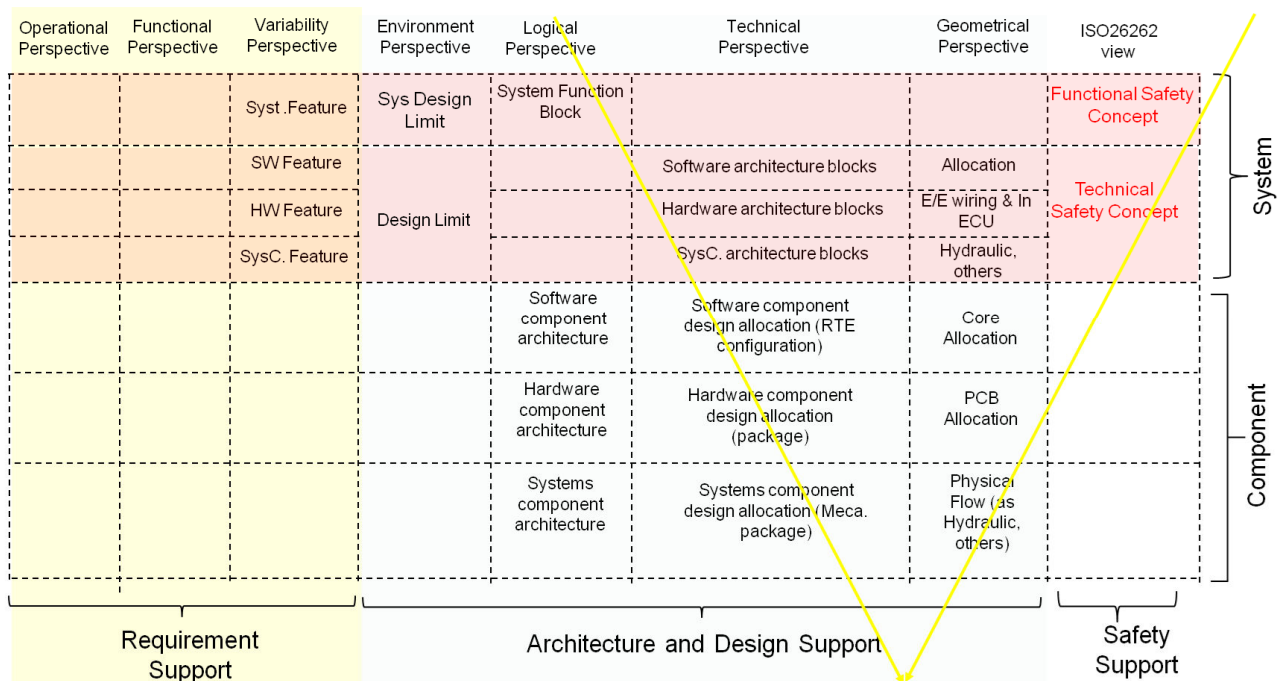 Operational
Perspective
Functional
Perspective
Variability
Perspective
Environment
Perspective
Logical
Perspective
Technical
Perspective
Geometrical
Perspective
ISO26262
view
Syst .Feature
Sys Design
Limit
System Function
Block
Functional Safety
Concept
SW Feature
Software architecture blocks
Allocation
HW Feature
Design Limit
Hardware architecture blocks
E/E wiring & In
ECU
Technical
Safety Concept
SysC. Feature
SysC. architecture blocks
Hydraulic,
others
System
Software
component
architecture
Software component
design allocation (RTE
configuration)
Core
Allocation
Hardware
component
architecture
Hardware component
design allocation
(package)
PCB
Allocation
Systems
component
architecture
Systems component
design allocation (Meca.
package)
Physical
Flow (as
Hydraulic,
others)
Component
Requirement
Support
Architecture and Design Support
Safety
Support